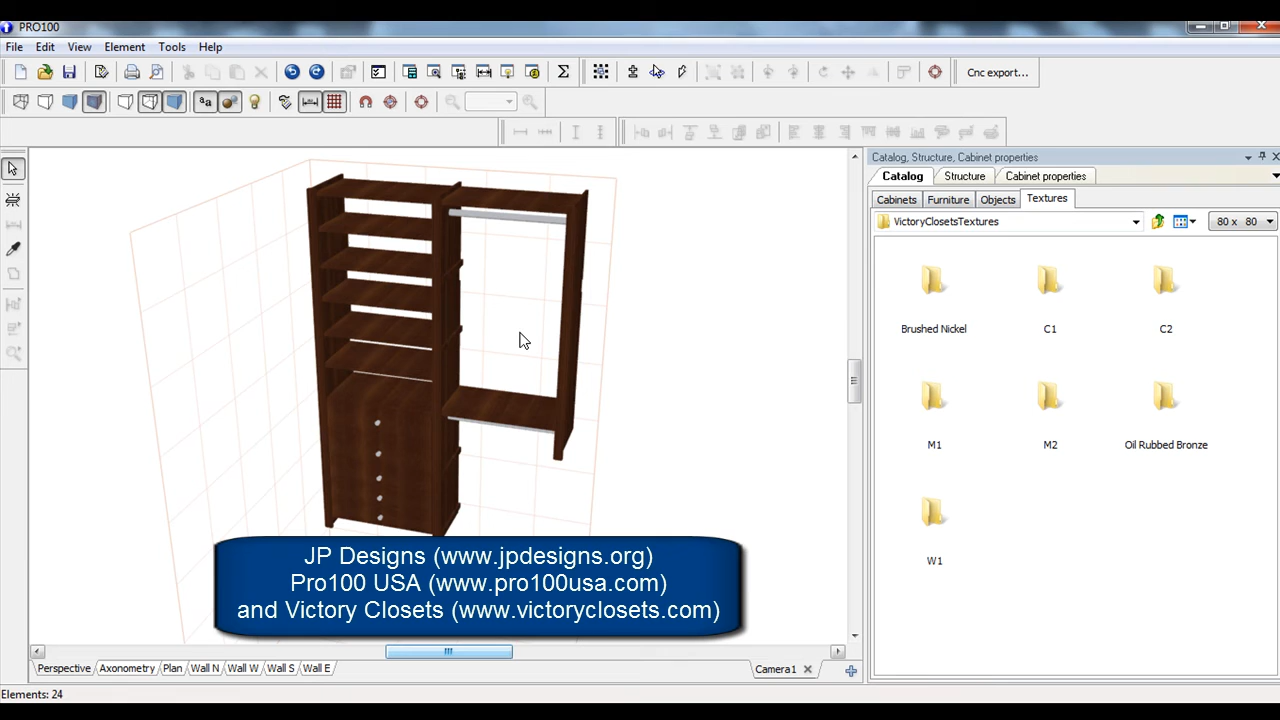 PRO100
File Edit View Element Tools Help
Σ
Cnc export...
aa
Catalog, Structure, Cabinet properties
Catalog Structure Cabinet properties
Cabinets Furniture Objects Textures
VictoryClosetsTextures
80 x 80
Brushed Nickel C1 C2
M1 M2 Oil Rubbed Bronze
W1
JP Designs (www.jpdesigns.org)
Pro100 USA (www.pro100usa.com)
and Victory Closets (www.victoryclosets.com)
Perspective Axonometry Plan Wall N Wall W Wall S Wall E
Camera1
Elements: 24